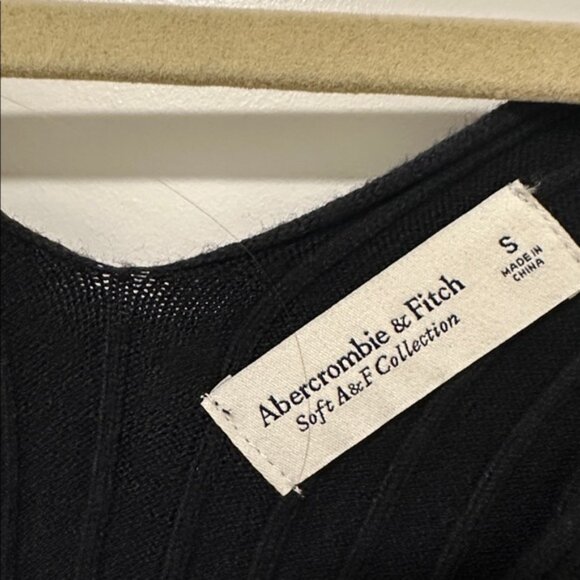 Abercrombie & Fitch
Soft A&F Collection
S
MADE IN
CHINA